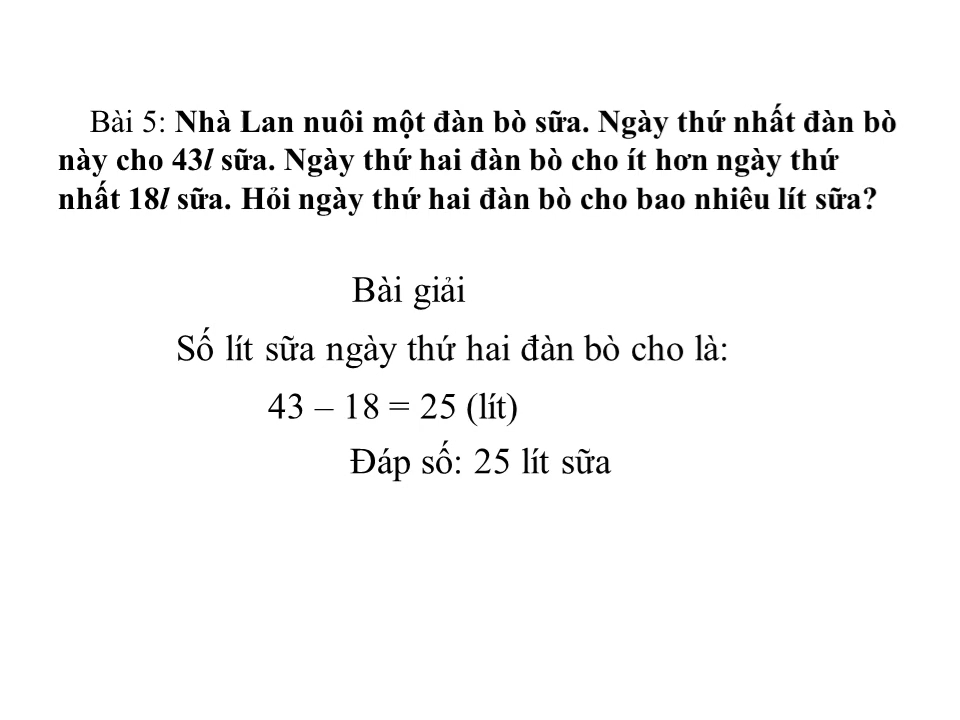 Bài 5: Nhà Lan nuôi một đàn bò sữa. Ngày thứ nhất đàn bò
này cho 43l sữa. Ngày thứ hai đàn bò cho ít hơn ngày thứ
nhất 18l sữa. Hỏi ngày thứ hai đàn bò cho bao nhiêu lít sữa?
Bài giải
Số lít sữa ngày thứ hai đàn bò cho là:
43 – 18 = 25 (lít)
Đáp số: 25 lít sữa